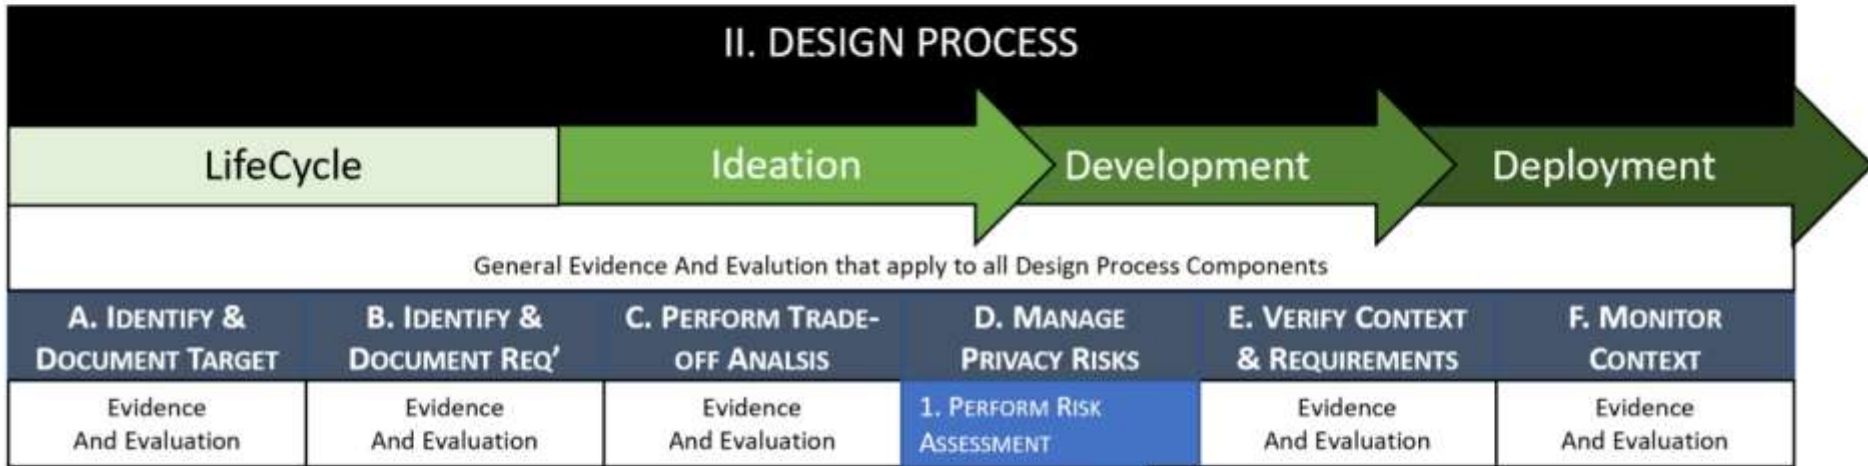 II. DESIGN PROCESS
LifeCycle
Ideation
Development
Deployment
General Evidence And Evalution that apply to all Design Process Components
A. IDENTIFY &
DOCUMENT TARGET
B. IDENTIFY &
DOCUMENT REQ'
C. PERFORM TRADE-
OFF ANALSIS
D. MANAGE
PRIVACY RISKS
E. VERIFY CONTEXT
& REQUIREMENTS
F. MONITOR
CONTEXT
Evidence
And Evaluation
Evidence
And Evaluation
Evidence
And Evaluation
1. PERFORM RISK
ASSESSMENT
Evidence
And Evaluation
Evidence
And Evaluation